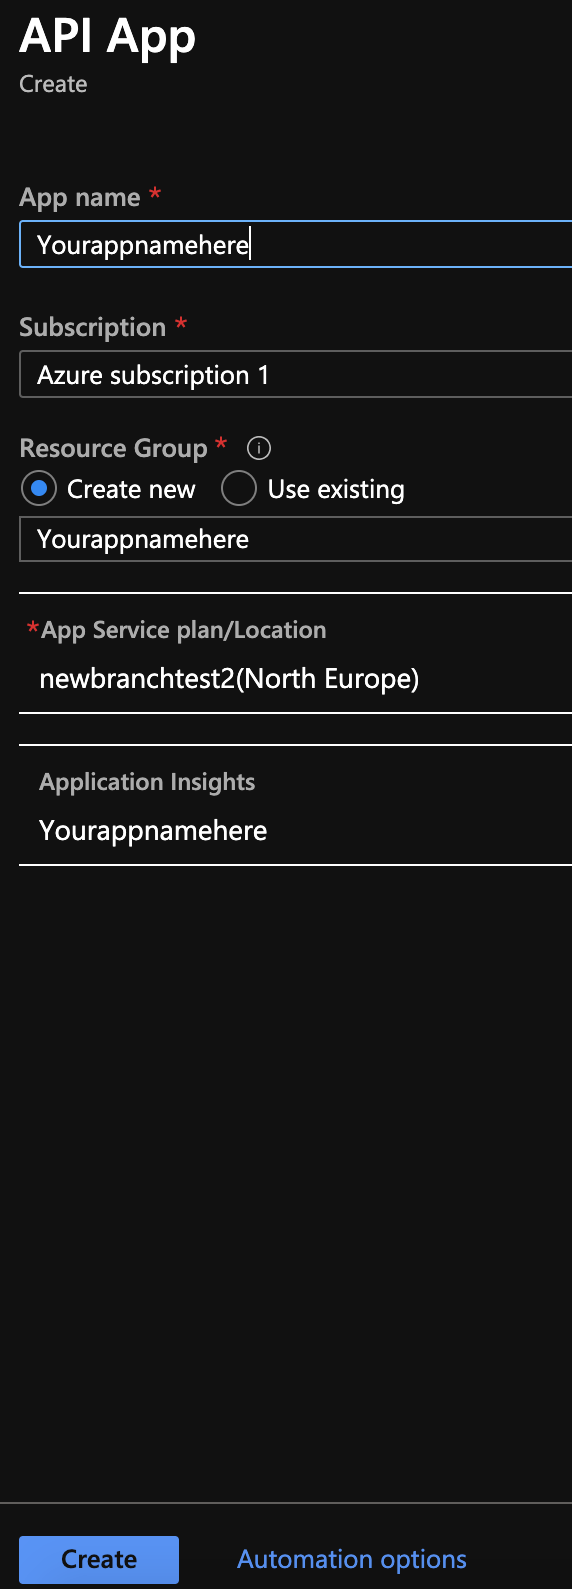 API App
Create
App name *
Yourappnamehere
Subscription *
Azure subscription 1
Resource Group * i
Create new Use existing
Yourappnamehere
*App Service plan/Location
newbranchtest2(North Europe)
Application Insights
Yourappnamehere
Create Automation options